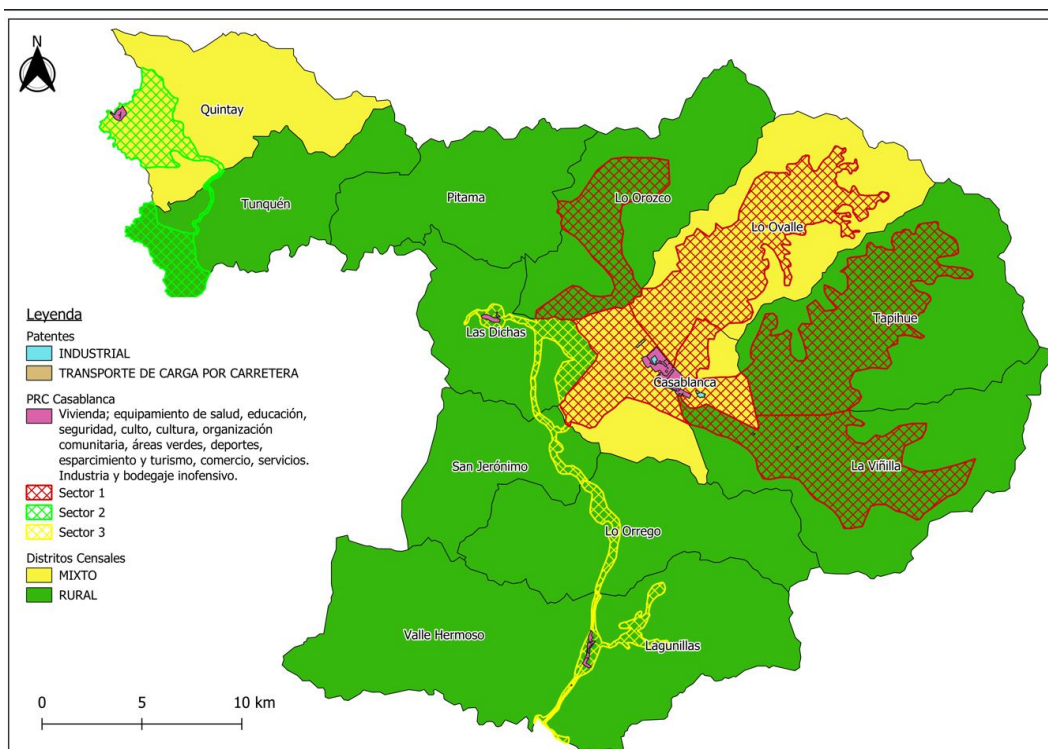 N
Quintay
Tunquén
Pitama
Lo Orozco
Lo Ovalle
Tapihue
Las Dichas
Casablanca
La Viñilla
San Jerónimo
Lo Orrego
Valle Hermoso
Lagunillas
Leyenda
Patentes
INDUSTRIAL
TRANSPORTE DE CARGA POR CARRETERA
PRC Casablanca
Vivienda; equipamiento de salud, educación,
seguridad, culto, cultura, organización
comunitaria, áreas verdes, deportes,
esparcimiento y turismo, comercio, servicios.
Industria y bodegaje inofensivo.
Sector 1
Sector 2
Sector 3
Distritos Censales
MIXTO
RURAL
0 5 10 km